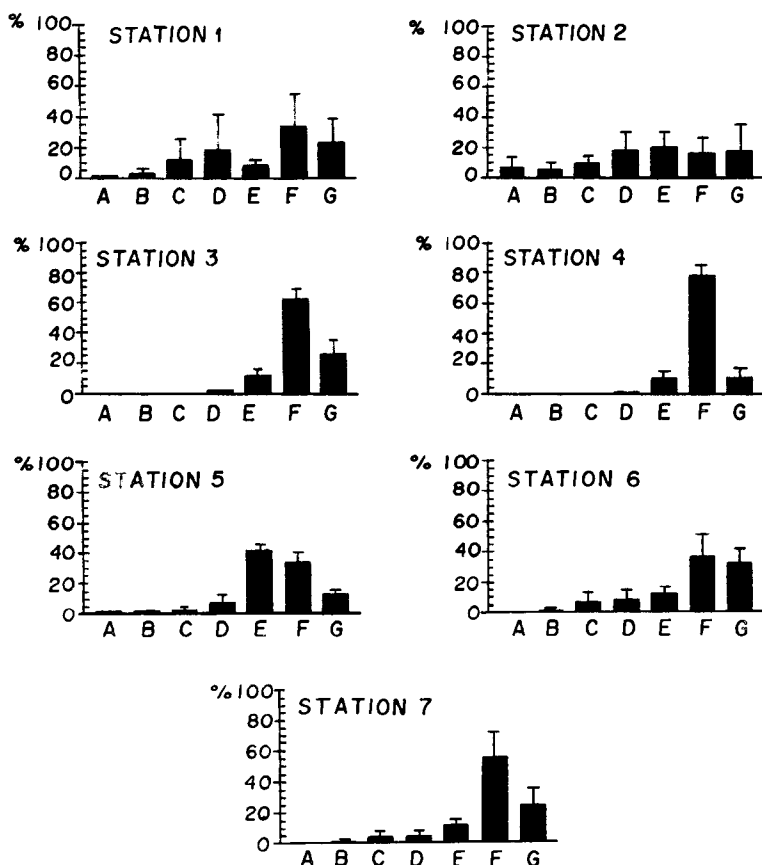 % 100 STATION 1
80
60
40
20
0
A B C D E F G
% 100 STATION 2
80
60
40
20
0
A B C D E F G
% 100 STATION 3
80
60
40
20
0
A B C D E F G
% 100 STATION 4
80
60
40
20
0
A B C D E F G
% 100 STATION 5
80
60
40
20
0
A B C D E F G
% 100 STATION 6
80
60
40
20
0
A B C D E F G
% 100 STATION 7
80
60
40
20
0
A B C D E F G